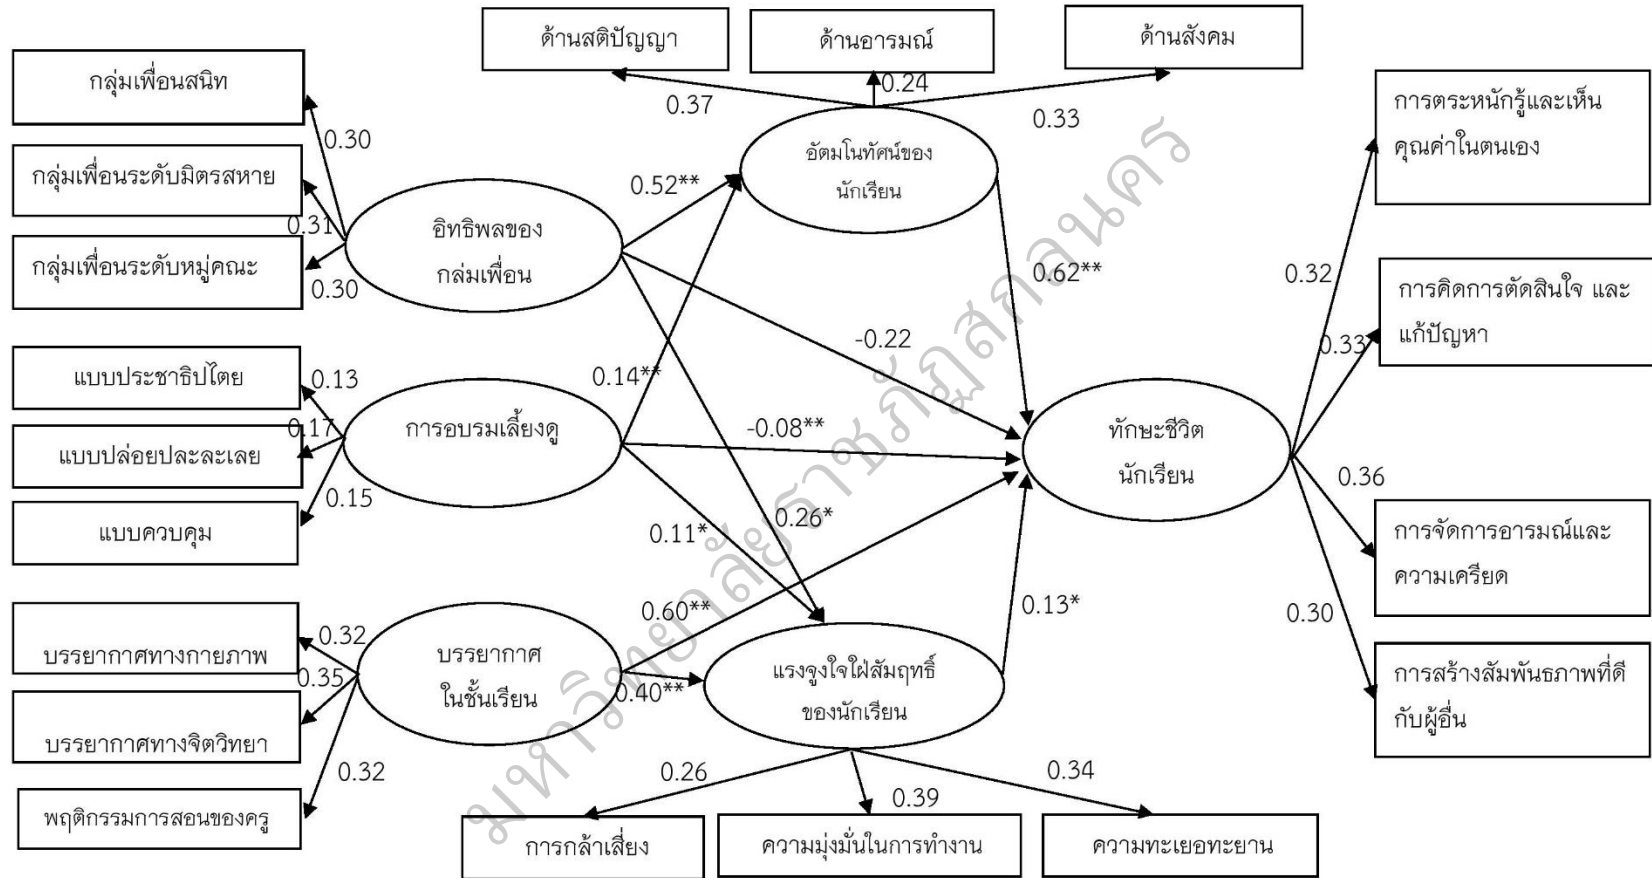 ด้านสติปัญญา
ด้านอารมณ์
ด้านสังคม
0.37
0.24
0.33
กลุ่มเพื่อนสนิท
0.30
กลุ่มเพื่อนระดับมิตรสหาย
0.31
กลุ่มเพื่อนระดับหมู่คณะ
0.30
อิทธิพลของ
กล่มเพื่อน
0.52**
อัตมโนทัศน์ของ
นักเรียน
0.62**
-0.22
แบบประชาธิปไตย
0.13
แบบปล่อยปละละเลย
0.17
แบบควบคุม
0.15
การอบรมเลี้ยงดู
0.14**
-0.08**
0.11*
0.26*
ทักษะชีวิต
นักเรียน
การตระหนักรู้และเห็น
คุณค่าในตนเอง
0.32
การคิดการตัดสินใจ และ
แก้ปัญหา
0.33
0.36
การจัดการอารมณ์และ
ความเครียด
0.30
การสร้างสัมพันธภาพที่ดี
กับผู้อื่น
บรรยากาศทางกายภาพ
0.32
บรรยากาศทางจิตวิทยา
0.35
พฤติกรรมการสอนของครู
0.32
บรรยากาศ
ในชั้นเรียน
0.60**
0.40**
แรงจูงใจใฝ่สัมฤทธิ์
ของนักเรียน
0.13*
0.26
0.39
0.34
การกล้าเสี่ยง
ความมุ่งมั่นในการทำงาน
ความทะเยอทะยาน
มหาวิทยาลัยราชภัฏสกลนคร